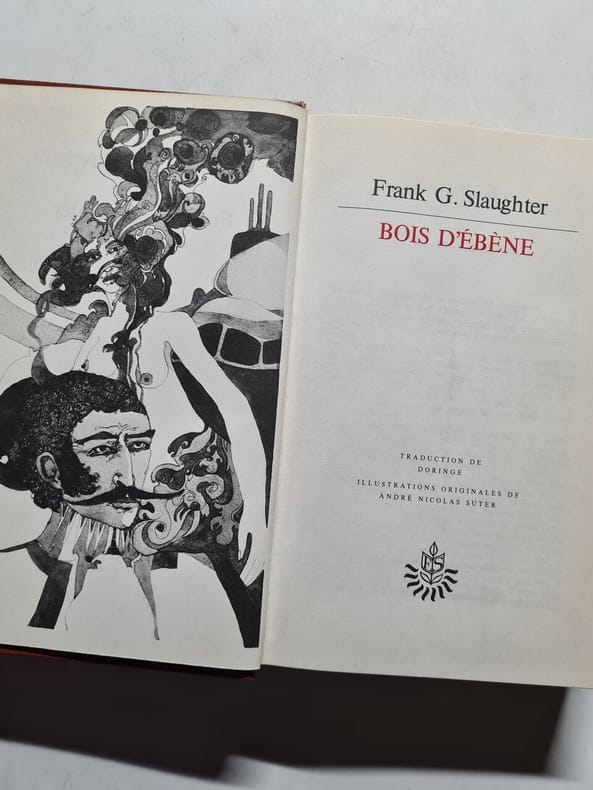 Frank G. Slaughter
BOIS D'ÉBÈNE
TRADUCTION DE
DORINGE
ILLUSTRATIONS ORIGINALES DE
ANDRÉ NICOLAS SUTER